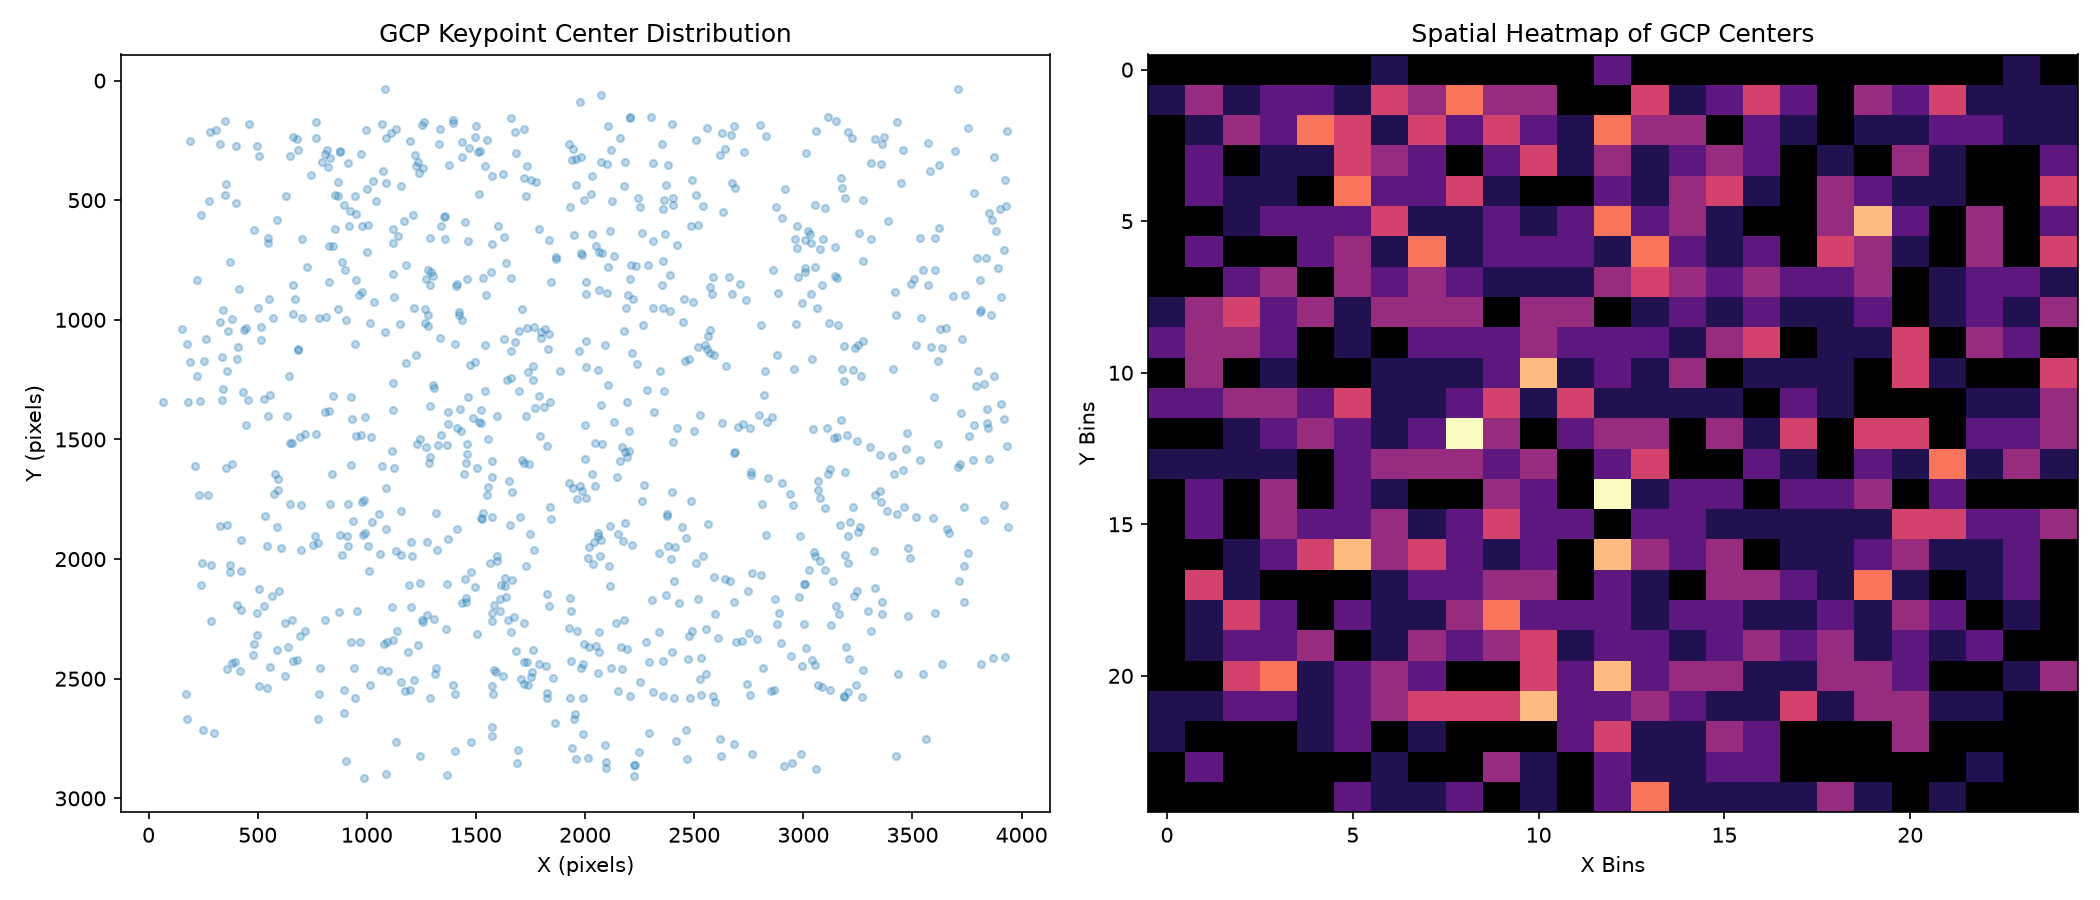 GCP Keypoint Center Distribution
0
500
1000
1500
2000
2500
3000
Y (pixels)
0 500 1000 1500 2000 2500 3000 3500 4000
X (pixels)
Spatial Heatmap of GCP Centers
0
5
10
15
20
Y Bins
0 5 10 15 20
X Bins